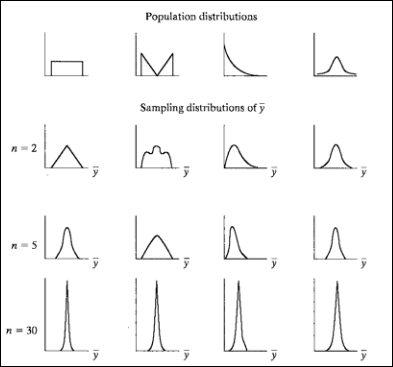 Population distributions
Sampling distributions of y̅
n = 2
y̅ y̅ y̅ y̅
n = 5
y̅ y̅ y̅ y̅
n = 30
y̅ y̅ y̅ y̅